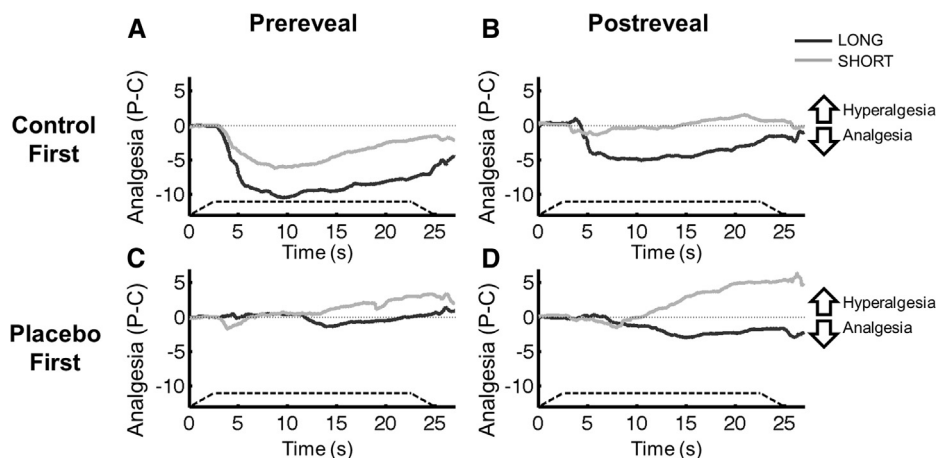 A
Prereveal
B
Postreveal
LONG
SHORT
Control
First
Analgesia (P-C)
5
0
-5
-10
0
5
10
15
20
25
Time (s)
Analgesia (P-C)
5
0
-5
-10
0
5
10
15
20
25
Time (s)
Hyperalgesia
Analgesia
C
D
Placebo
First
Analgesia (P-C)
5
0
-5
-10
0
5
10
15
20
25
Time (s)
Analgesia (P-C)
5
0
-5
-10
0
5
10
15
20
25
Time (s)
Hyperalgesia
Analgesia